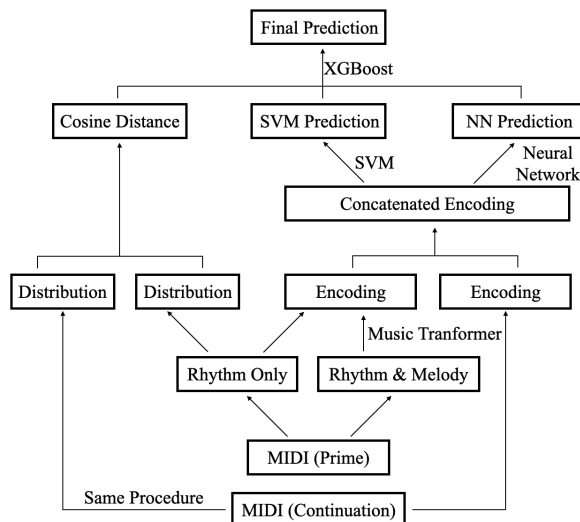 Final Prediction
XGBoost
Cosine Distance
SVM Prediction
NN Prediction
SVM
Neural
Network
Concatenated Encoding
Distribution
Distribution
Encoding
Encoding
Music Tranformer
Rhythm Only
Rhythm & Melody
MIDI (Prime)
Same Procedure
MIDI (Continuation)